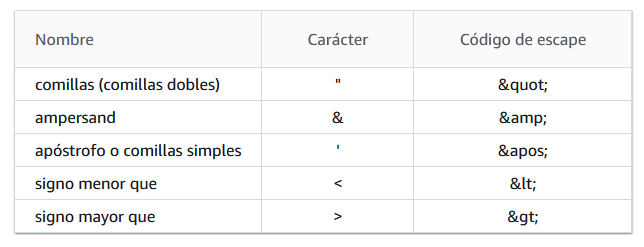 Nombre Carácter Código de escape
comillas (comillas dobles) " &quot;
ampersand & &amp;
apóstrofo o comillas simples ' &apos;
signo menor que < &lt;
signo mayor que > &gt;